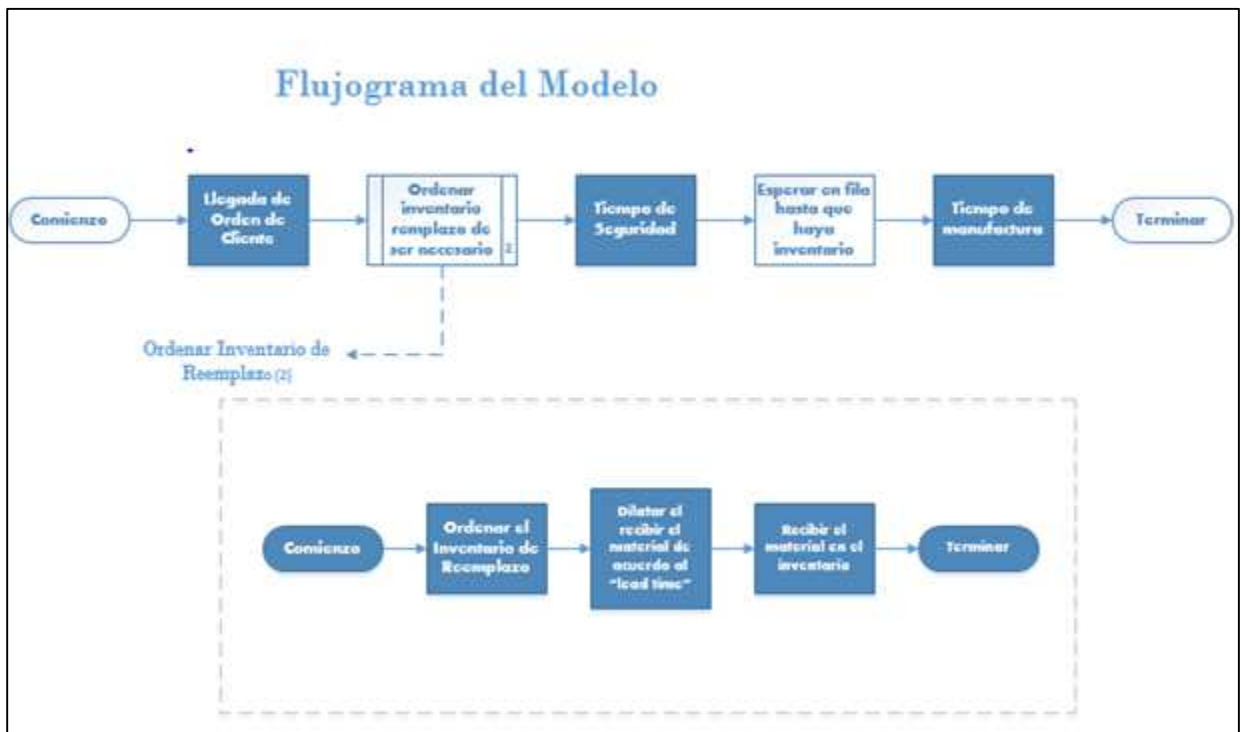 Flujograma del Modelo
Comienzo
Llegada de
Orden de
Cliente
Ordenar
inventario
remplazo de
ser necesario
2
Tiempo de
Seguridad
Esperar en fila
hasta que
haya
inventario
Tiempo de
manufactura
Terminar
Ordenar Inventario de
Reemplazo (2)
Comienzo
Ordenar el
Inventario de
Reemplazo
Dilatar el
recibir el
material de
acuerdo al
"lead time"
Recibir el
material en el
inventario
Terminar